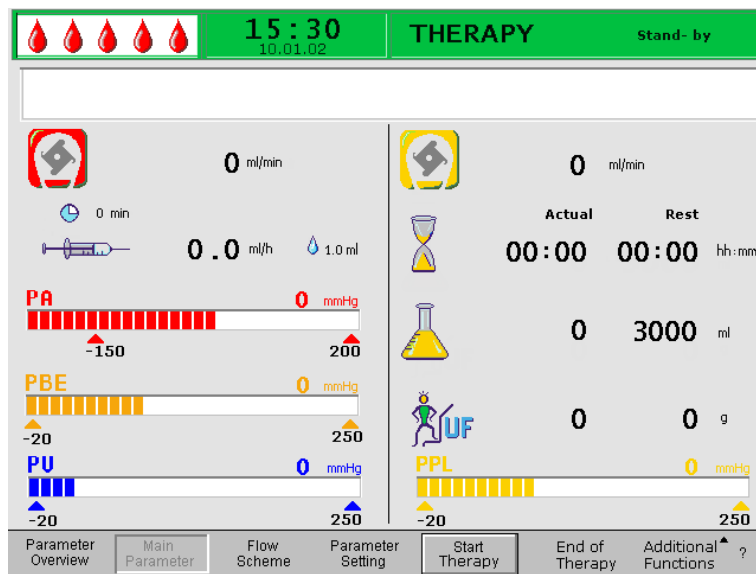 15:30 THERAPY Stand- by
10.01.02
0 ml/min
0 ml/min
0 min
Actual Rest
0.0 ml/h 1.0 ml
00:00 00:00 hh:mm
PA 0 mmHg
-150 200
0 3000 ml
PBE 0 mmHg
-20 250
UF 0 0 g
PV 0 mmHg
-20 250
PPL 0 mmHg
-20 250
Parameter Overview
Main Parameter
Flow Scheme
Parameter Setting
Start Therapy
End of Therapy
Additional Functions
?